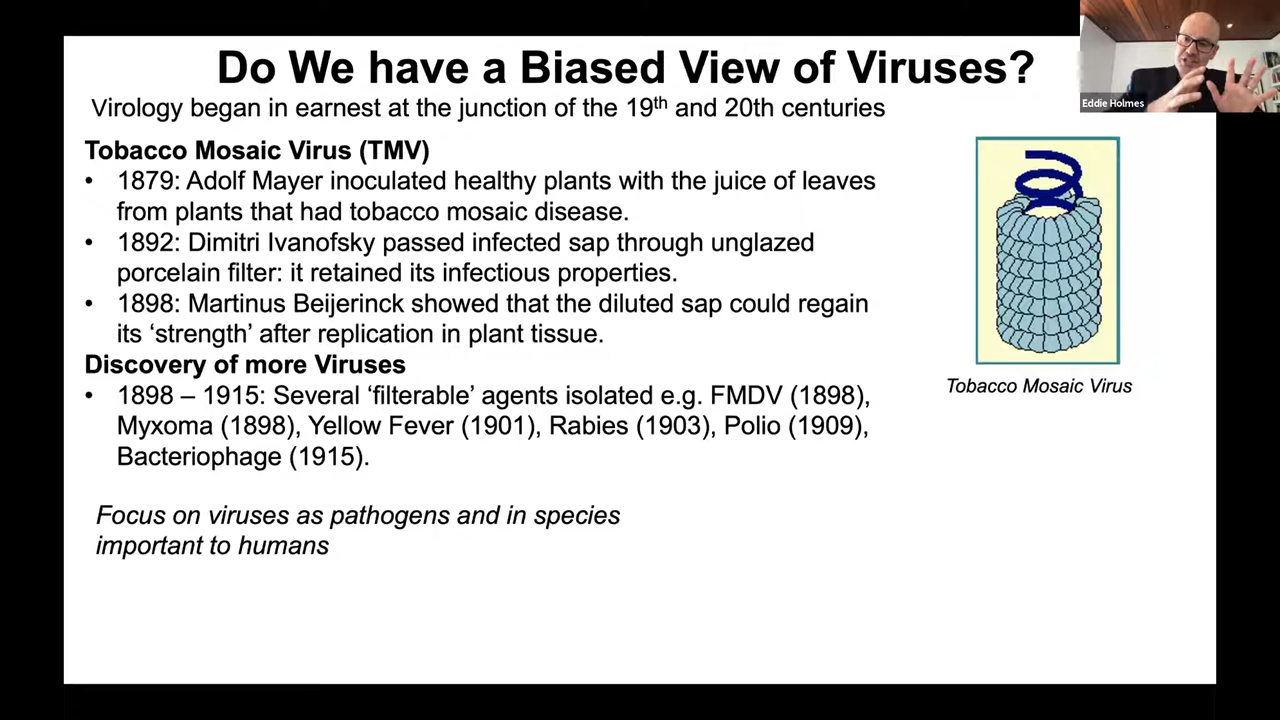 Do We have a Biased View of Viruses?
Eddie Holmes
Virology began in earnest at the junction of the 19th and 20th centuries
Tobacco Mosaic Virus (TMV)
• 1879: Adolf Mayer inoculated healthy plants with the juice of leaves
from plants that had tobacco mosaic disease.
• 1892: Dimitri Ivanofsky passed infected sap through unglazed
porcelain filter: it retained its infectious properties.
• 1898: Martinus Beijerinck showed that the diluted sap could regain
its ‘strength’ after replication in plant tissue.
Discovery of more Viruses
• 1898 – 1915: Several ‘filterable’ agents isolated e.g. FMDV (1898),
Myxoma (1898), Yellow Fever (1901), Rabies (1903), Polio (1909),
Bacteriophage (1915).
Tobacco Mosaic Virus
Focus on viruses as pathogens and in species
important to humans